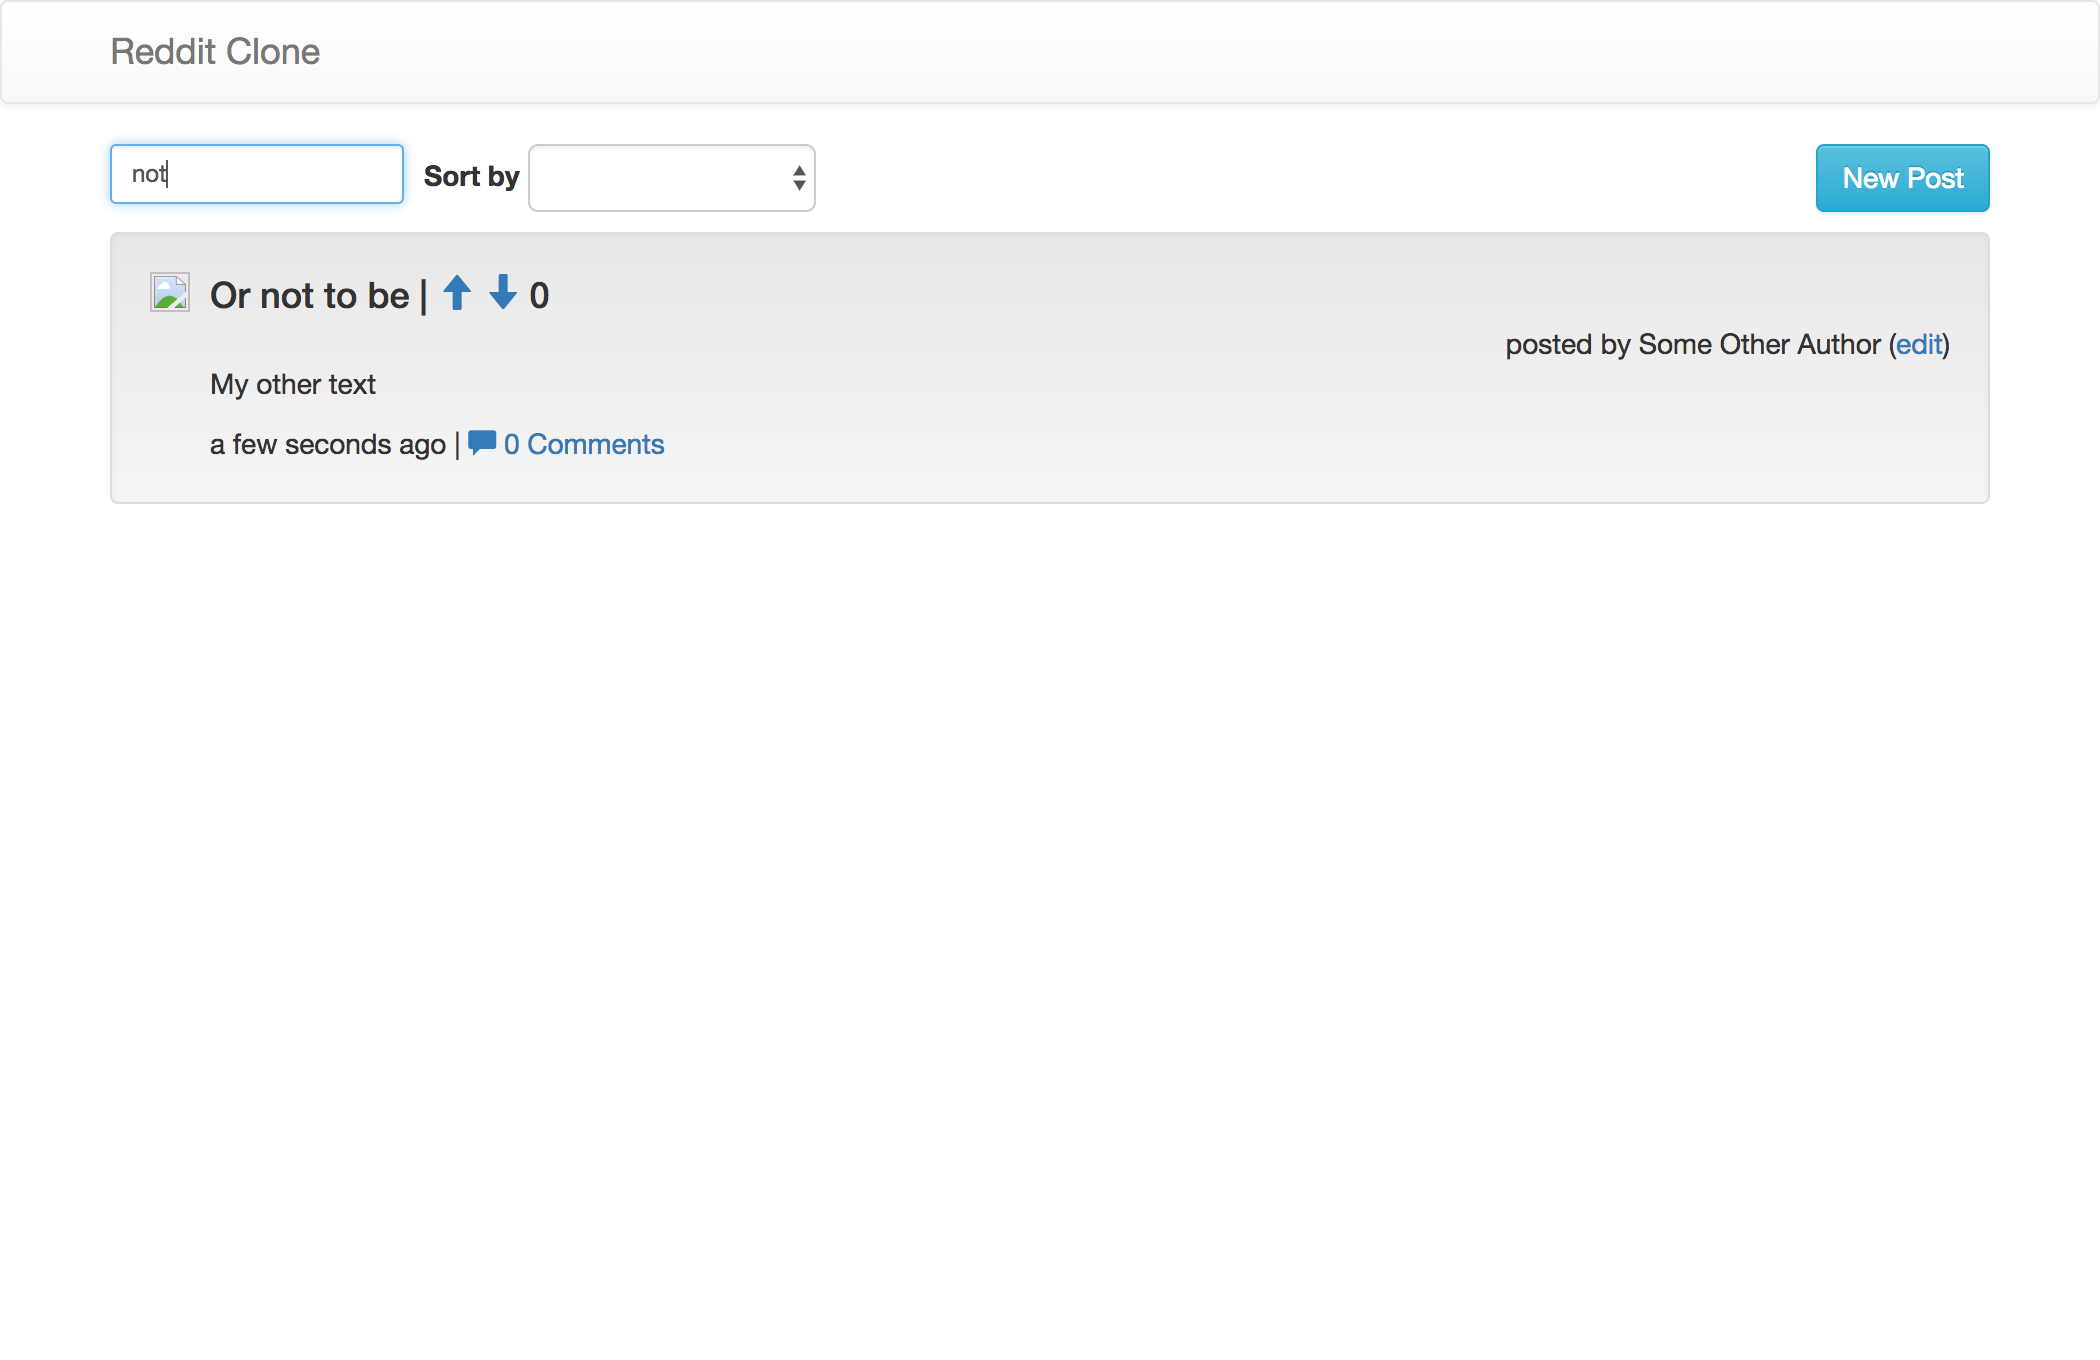 Reddit Clone
not Sort by New Post
Or not to be | 0
posted by Some Other Author (edit)
My other text
a few seconds ago | 0 Comments